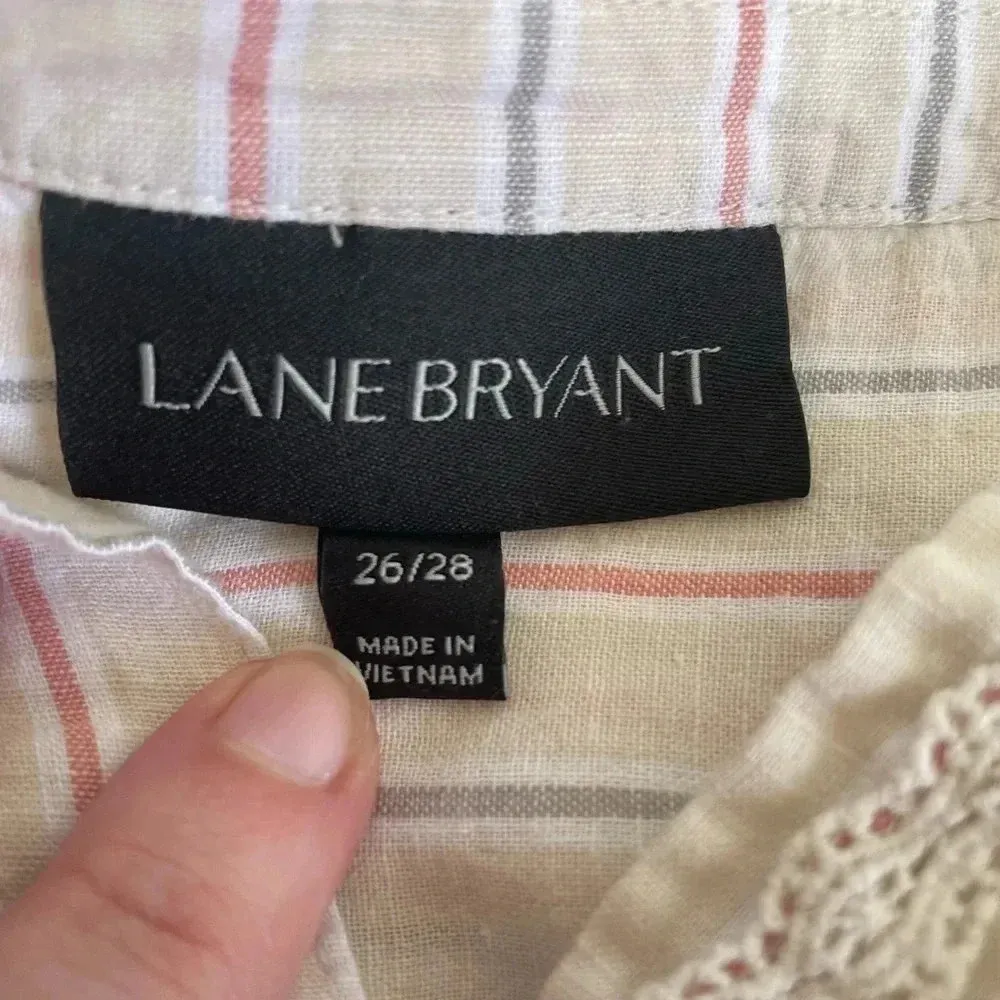 LANE BRYANT
26/28
MADE IN
VIETNAM